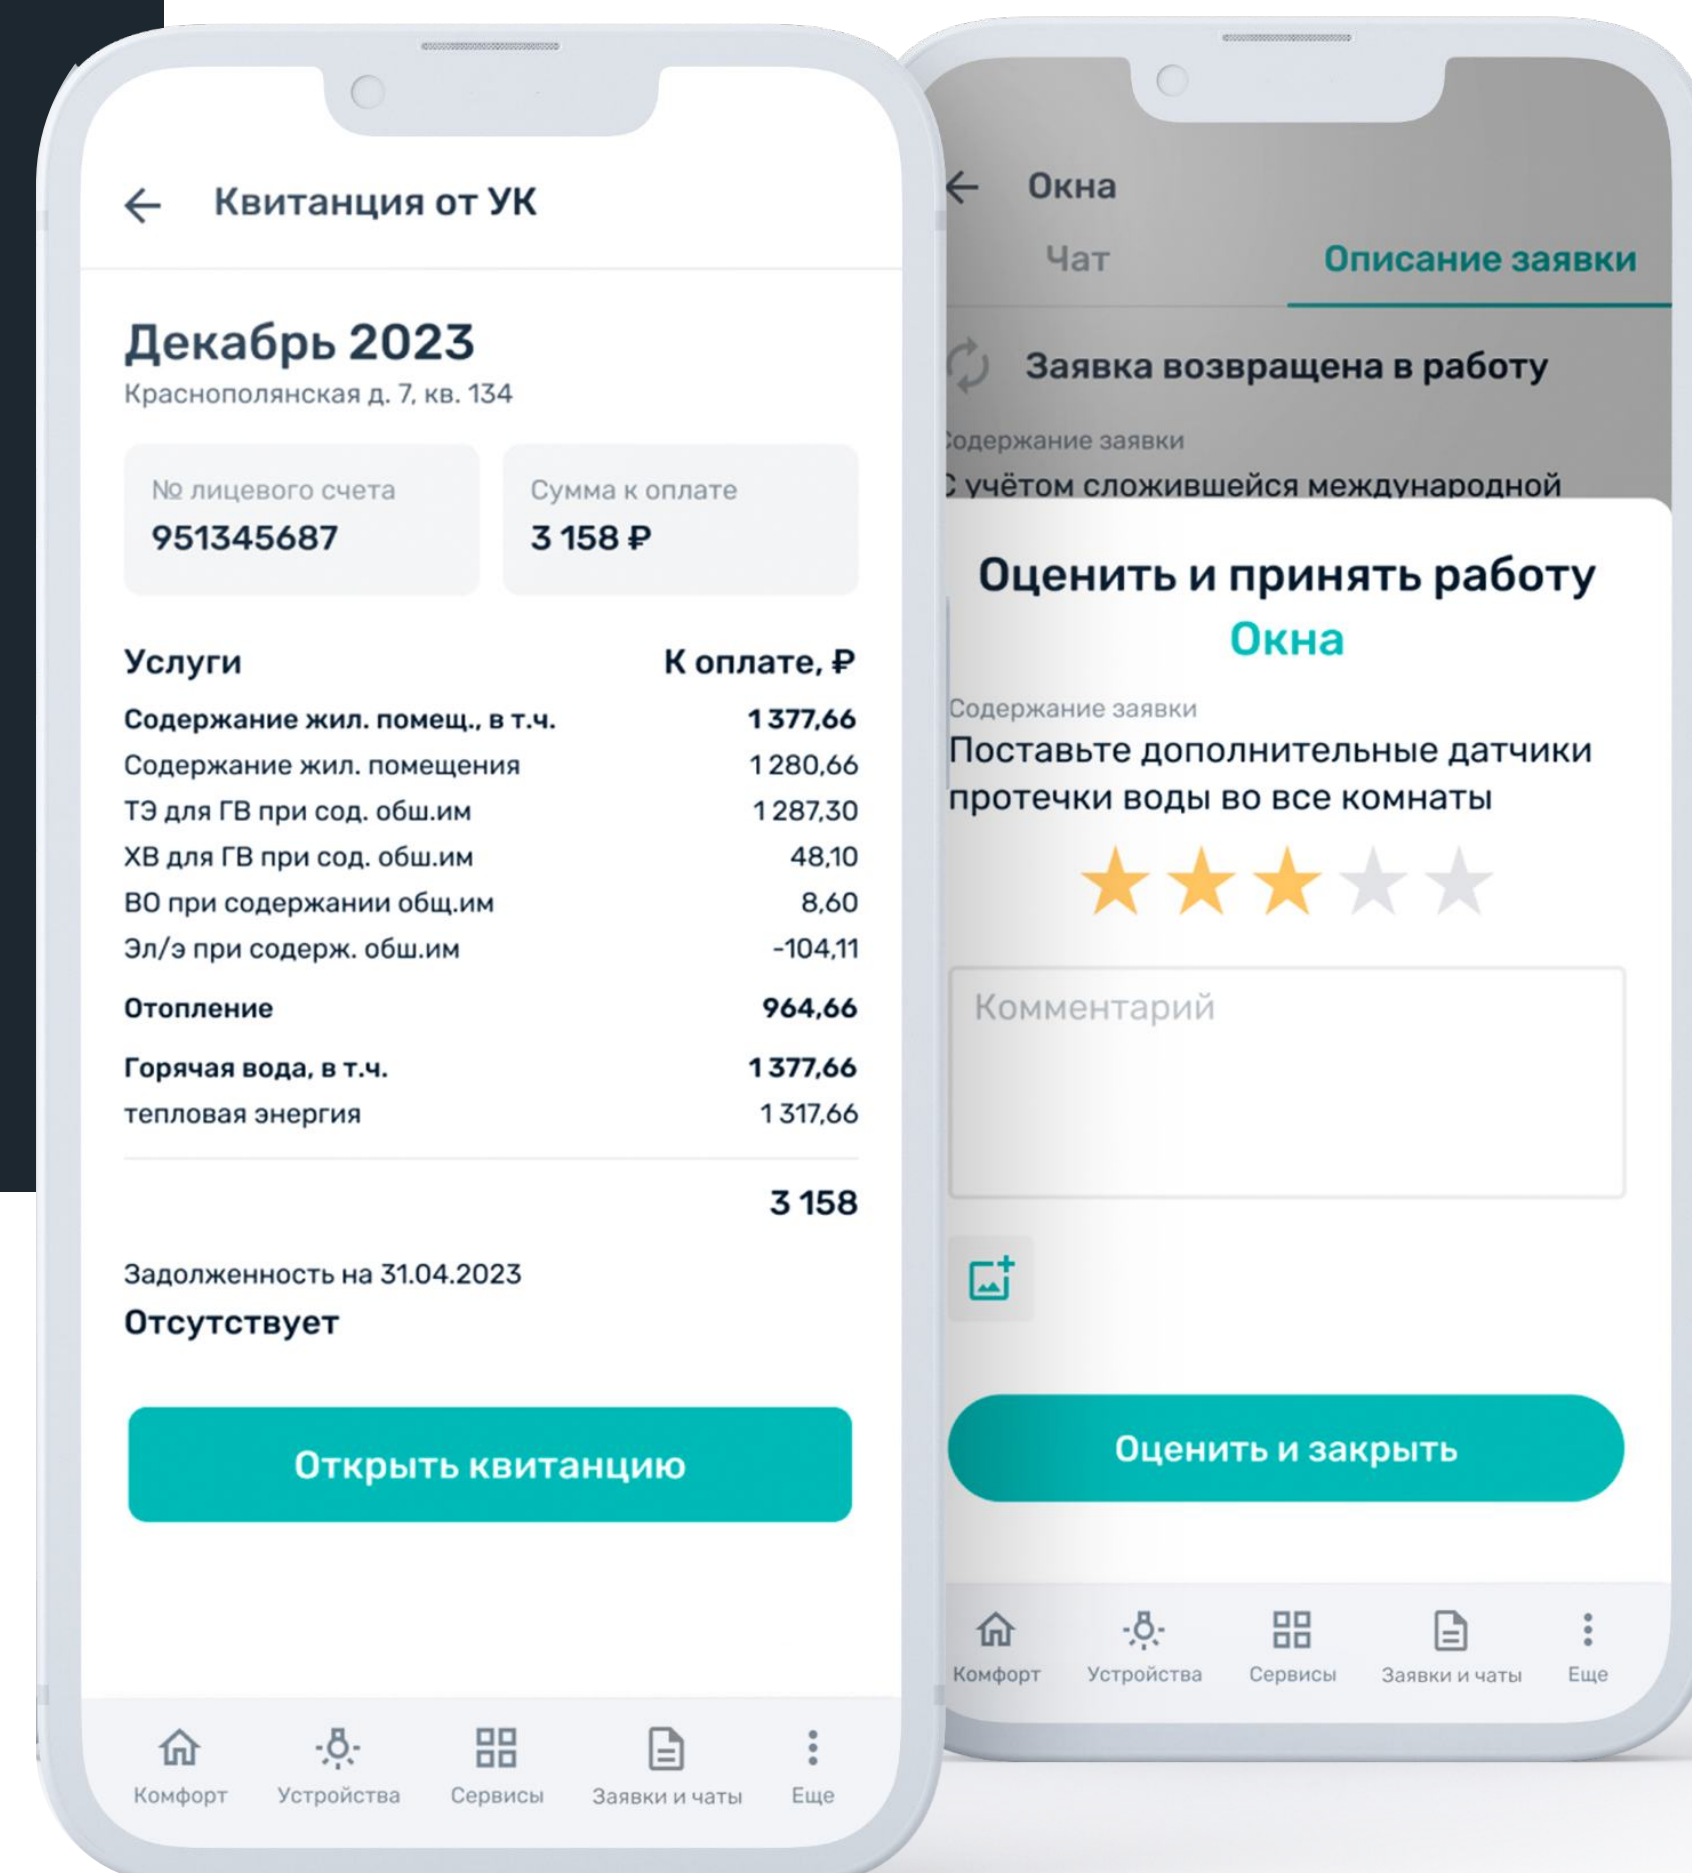 Квитанция от УК
Декабрь 2023
Краснополянская д. 7, кв. 134
№ лицевого счета
951345687
Сумма к оплате
3 158 ₽
Услуги К оплате, ₽
Содержание жил. помещ., в т.ч. 1 377,66
Содержание жил. помещения 1 280,66
ТЭ для ГВ при сод. обш.им 1 287,30
ХВ для ГВ при сод. обш.им 48,10
ВО при содержании общ.им 8,60
Эл/э при содерж. обш.им -104,11
Отопление 964,66
Горячая вода, в т.ч. 1 377,66
тепловая энергия 1 317,66
3 158
Задолженность на 31.04.2023
Отсутствует
Открыть квитанцию
Комфорт Устройства Сервисы Заявки и чаты Еще
Окна
Чат Описание заявки
Заявка возвращена в работу
Содержание заявки
С учётом сложившейся международной
Оценить и принять работу
Окна
Содержание заявки
Поставьте дополнительные датчики
протечки воды во все комнаты
Комментарий
Оценить и закрыть
Комфорт Устройства Сервисы Заявки и чаты Еще